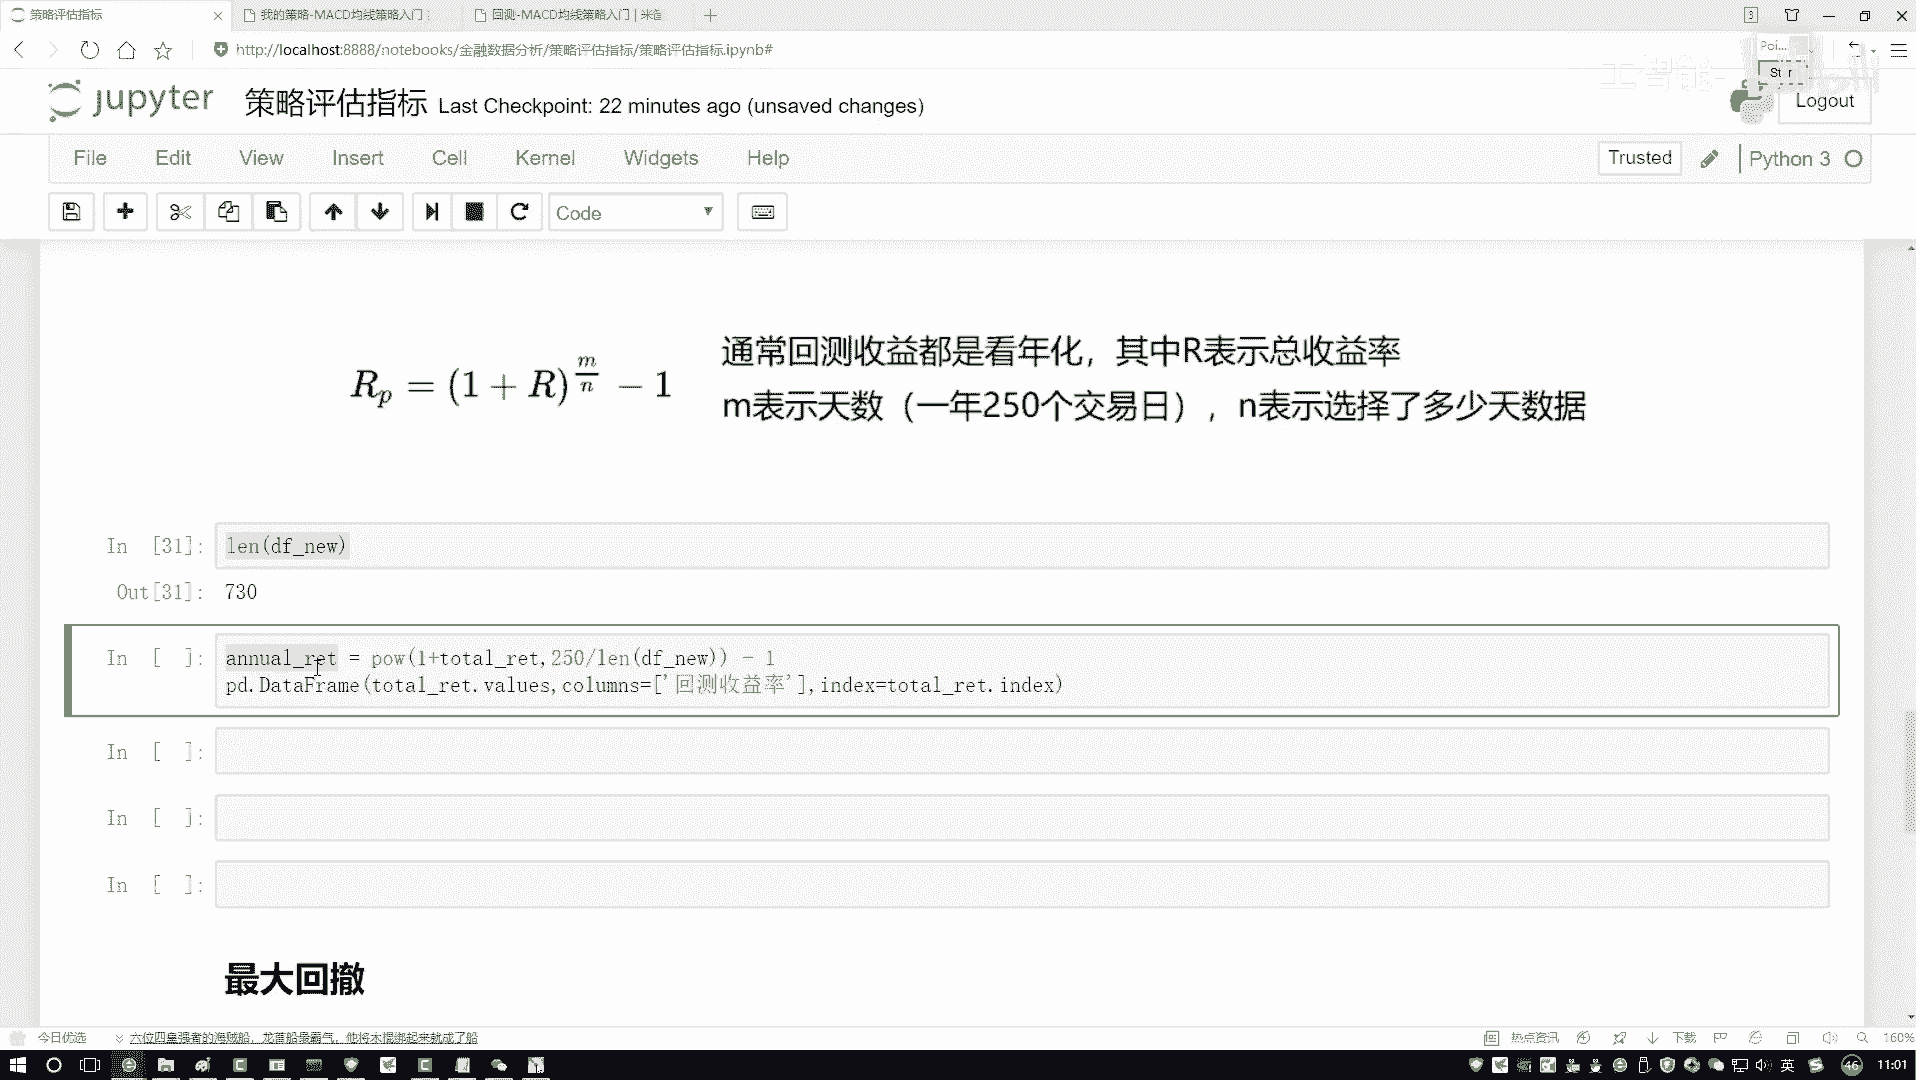 策略评估指标
我的策略-MACD均线策略入门
回测-MACD均线策略入门 | 米筐
3
http://localhost:8888/notebooks/金融数据分析/策略评估指标/策略评估指标.ipynb#
Poi...
jupyter
策略评估指标 Last Checkpoint: 22 minutes ago (unsaved changes)
Logout
File Edit View Insert Cell Kernel Widgets Help
Trusted
Python 3
Code
Rp = (1 + R)^(m/n) − 1
通常回测收益都是看年化，其中R表示总收益率
m表示天数（一年250个交易日），n表示选择了多少天数据
In [31]: len(df_new)
Out[31]: 730
In [ ]: annual_ret = pow(1+total_ret,250/len(df_new)) - 1
pd.DataFrame(total_ret.values,columns=['回测收益率'],index=total_ret.index)
In [ ]:
In [ ]:
In [ ]:
最大回撤
今日优选
六位四皇强者的海贼船，龙首船最霸气，他将木棍绑起来就成了船
热点资讯
下载
160%
英
46
11:01